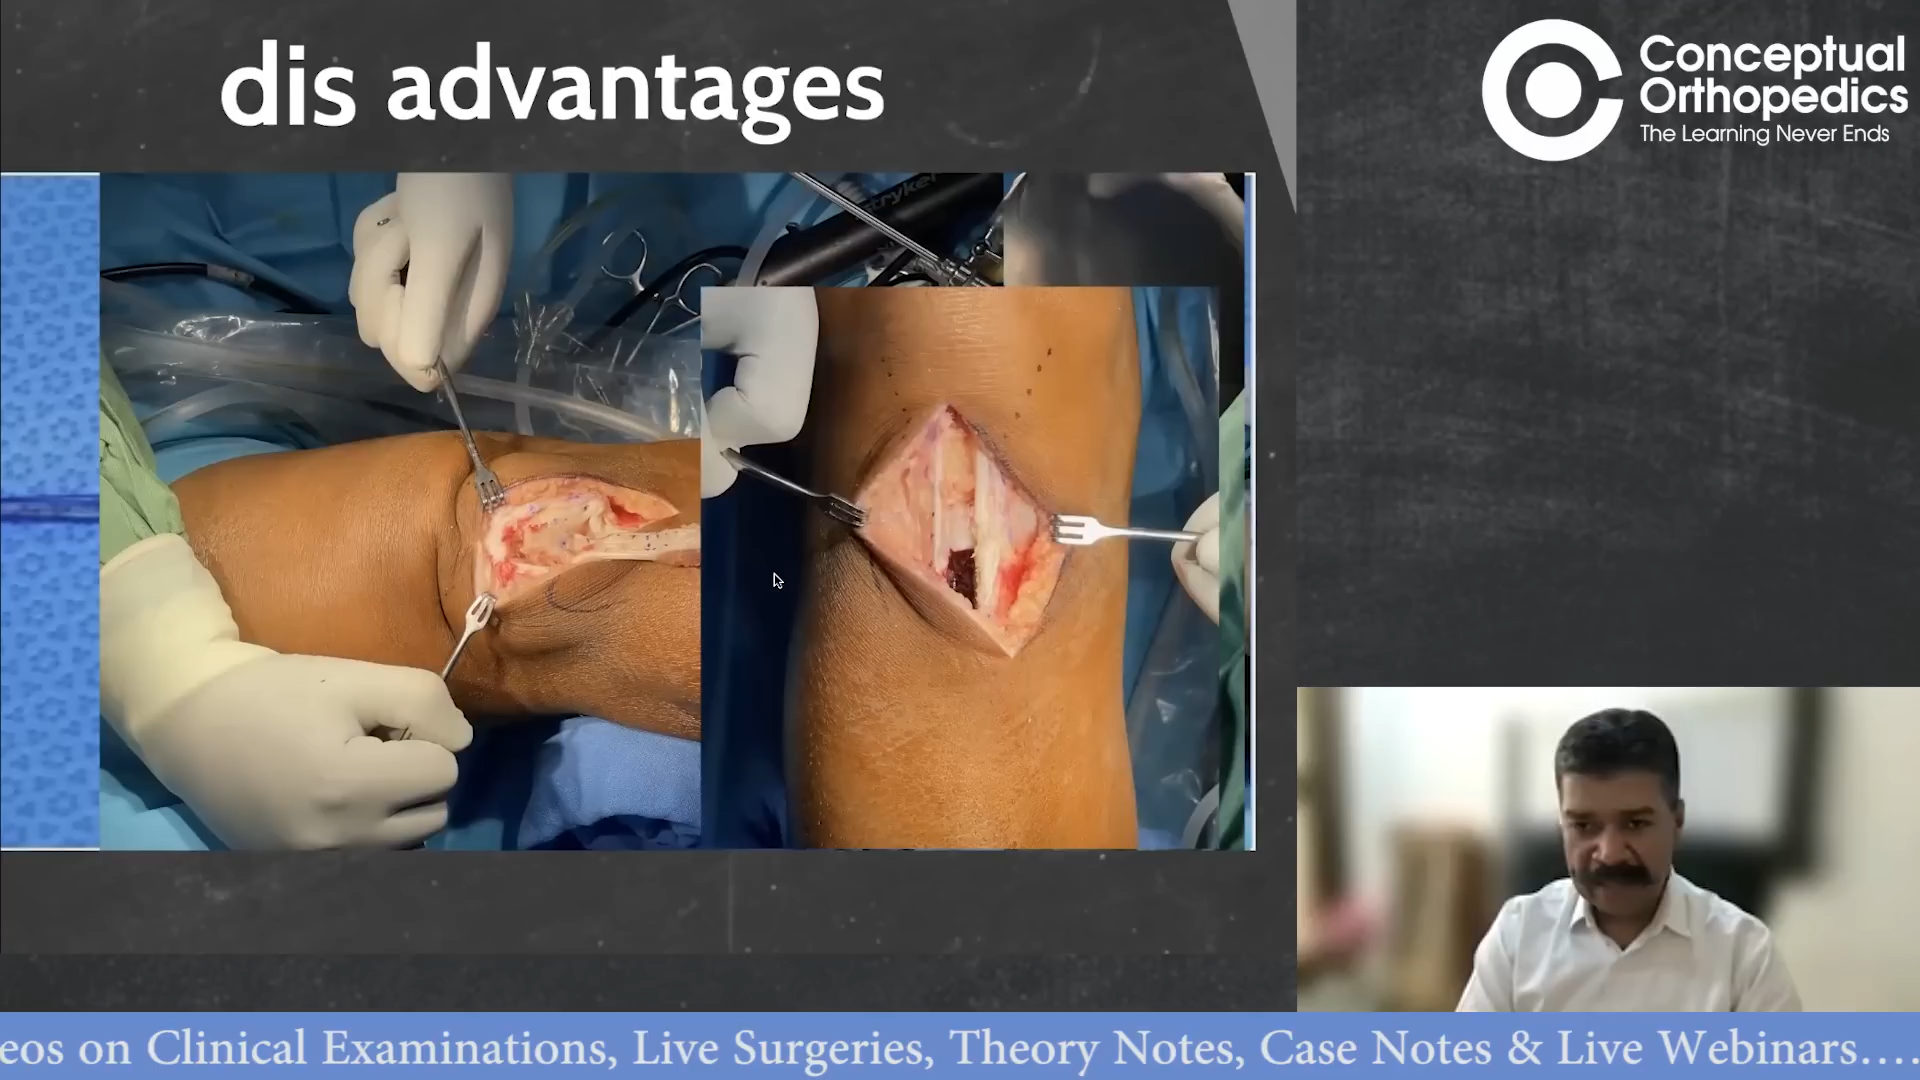 dis advantages
Conceptual
Orthopedics
The Learning Never Ends
stryker
eos on Clinical Examinations, Live Surgeries, Theory Notes, Case Notes & Live Webinars.....